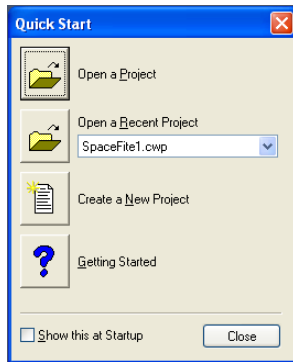 Quick Start
Open a Project
Open a Recent Project
SpaceFite1.cwp
Create a New Project
Getting Started
Show this at Startup
Close